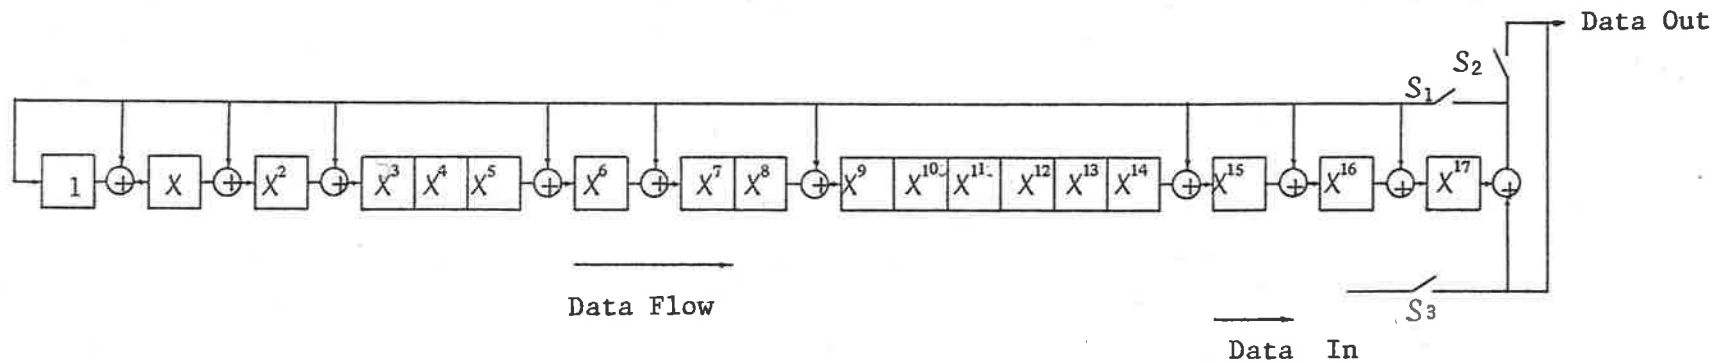 Data Out
S₂
S₁
1 X X² X³ X⁴ X⁵ X⁶ X⁷ X⁸ X⁹ X¹⁰ X¹¹ X¹² X¹³ X¹⁴ X¹⁵ X¹⁶ X¹⁷
Data Flow
S₃
Data In